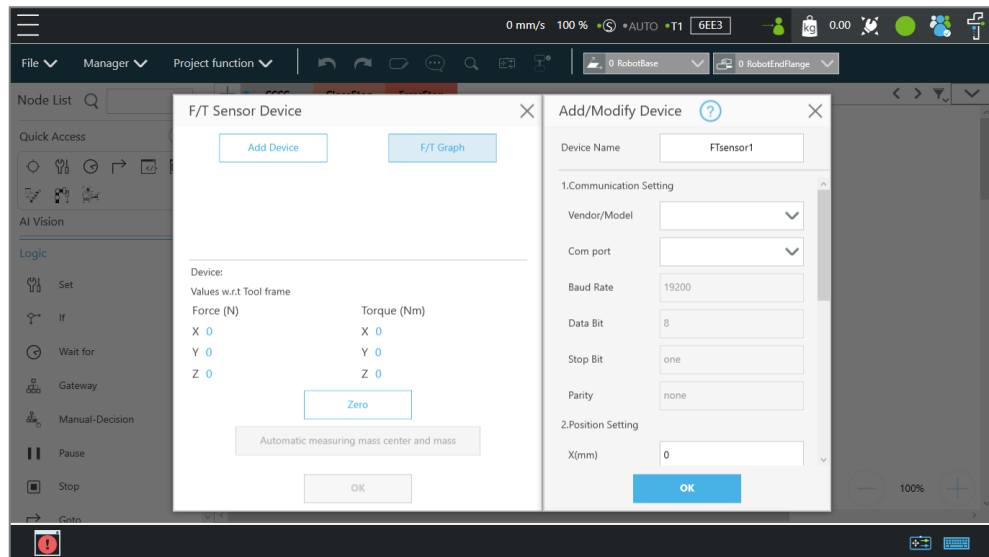 0 mm/s 100 % S AUTO T1 6EE3 kg 0.00
File Manager Project function 0 RobotBase 0 RobotEndFlange
Node List
Quick Access
AI Vision
Logic
Set
If
Wait for
Gateway
Manual-Decision
Pause
Stop
Goto
F/T Sensor Device
Add Device F/T Graph
Device:
Values w.r.t Tool frame
Force (N) Torque (Nm)
X 0 X 0
Y 0 Y 0
Z 0 Z 0
Zero
Automatic measuring mass center and mass
OK
Add/Modify Device ?
Device Name FTsensor1
1.Communication Setting
Vendor/Model
Com port
Baud Rate 19200
Data Bit 8
Stop Bit one
Parity none
2.Position Setting
X(mm) 0
OK
100%